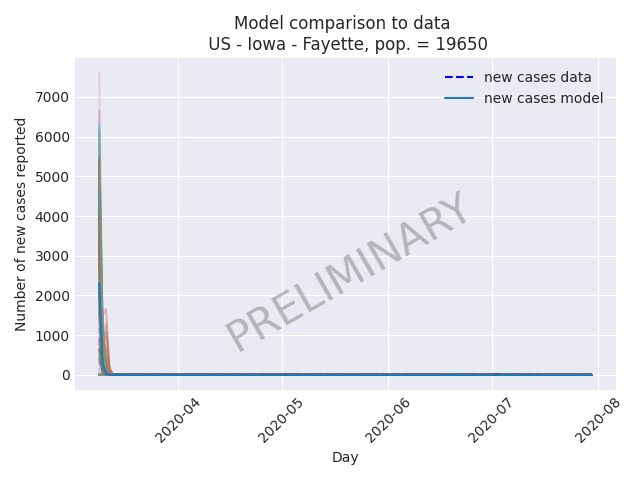 Model comparison to data
US - Iowa - Fayette, pop. = 19650
new cases data
new cases model
Number of new cases reported
7000
6000
5000
4000
3000
2000
1000
0
PRELIMINARY
2020-04
2020-05
2020-06
2020-07
2020-08
Day